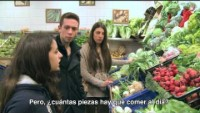 Pero, ¿cuántas piezas hay que comer al día?